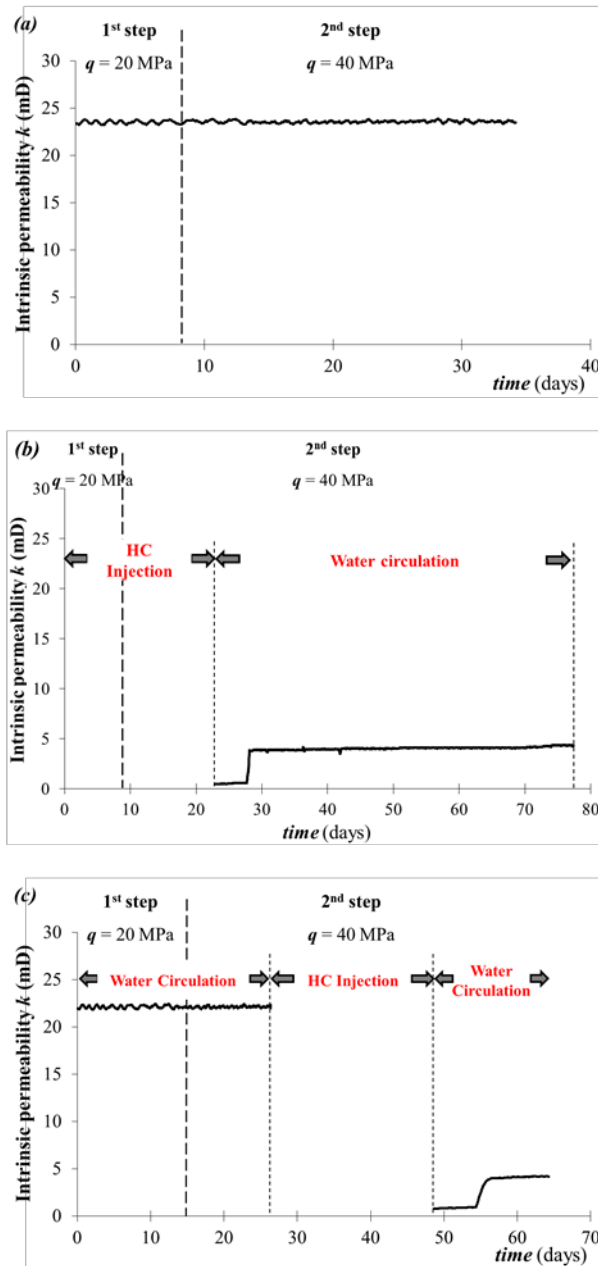 (a)
1st step
2nd step
q = 20 MPa
q = 40 MPa
Intrinsic permeability k (mD)
30
25
20
15
10
5
0
0 10 20 30 40
time (days)
(b)
1st step
2nd step
q = 20 MPa
q = 40 MPa
HC
Injection
Water circulation
Intrinsic permeability k (mD)
30
25
20
15
10
5
0
0 10 20 30 40 50 60 70 80
time (days)
(c)
1st step
2nd step
q = 20 MPa
q = 40 MPa
Water Circulation
HC Injection
Water
Circulation
Intrinsic permeability k (mD)
30
25
20
15
10
5
0
0 10 20 30 40 50 60 70
time (days)